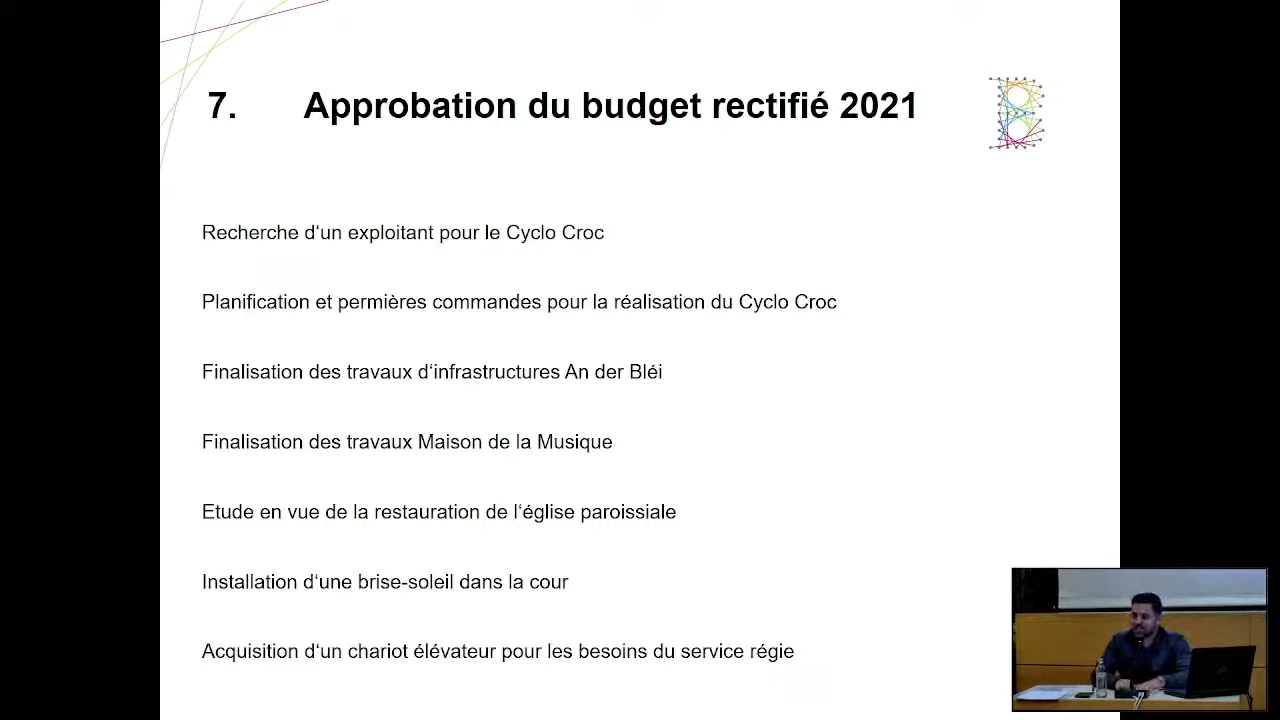 7. Approbation du budget rectifié 2021
Recherche d‘un exploitant pour le Cyclo Croc
Planification et permières commandes pour la réalisation du Cyclo Croc
Finalisation des travaux d‘infrastructures An der Bléi
Finalisation des travaux Maison de la Musique
Etude en vue de la restauration de l‘église paroissiale
Installation d‘une brise-soleil dans la cour
Acquisition d‘un chariot élévateur pour les besoins du service régie